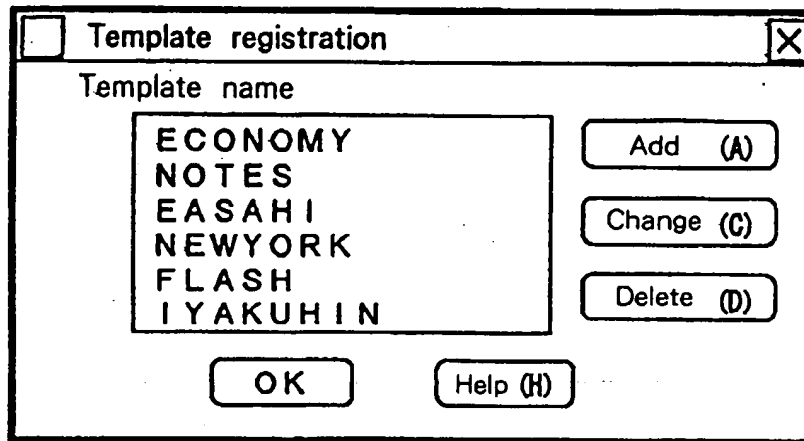 Template registration
Template name
ECONOMY
NOTES
EASAHI
NEWYORK
FLASH
IYAKUHIN
Add (A)
Change (C)
Delete (D)
OK
Help (H)